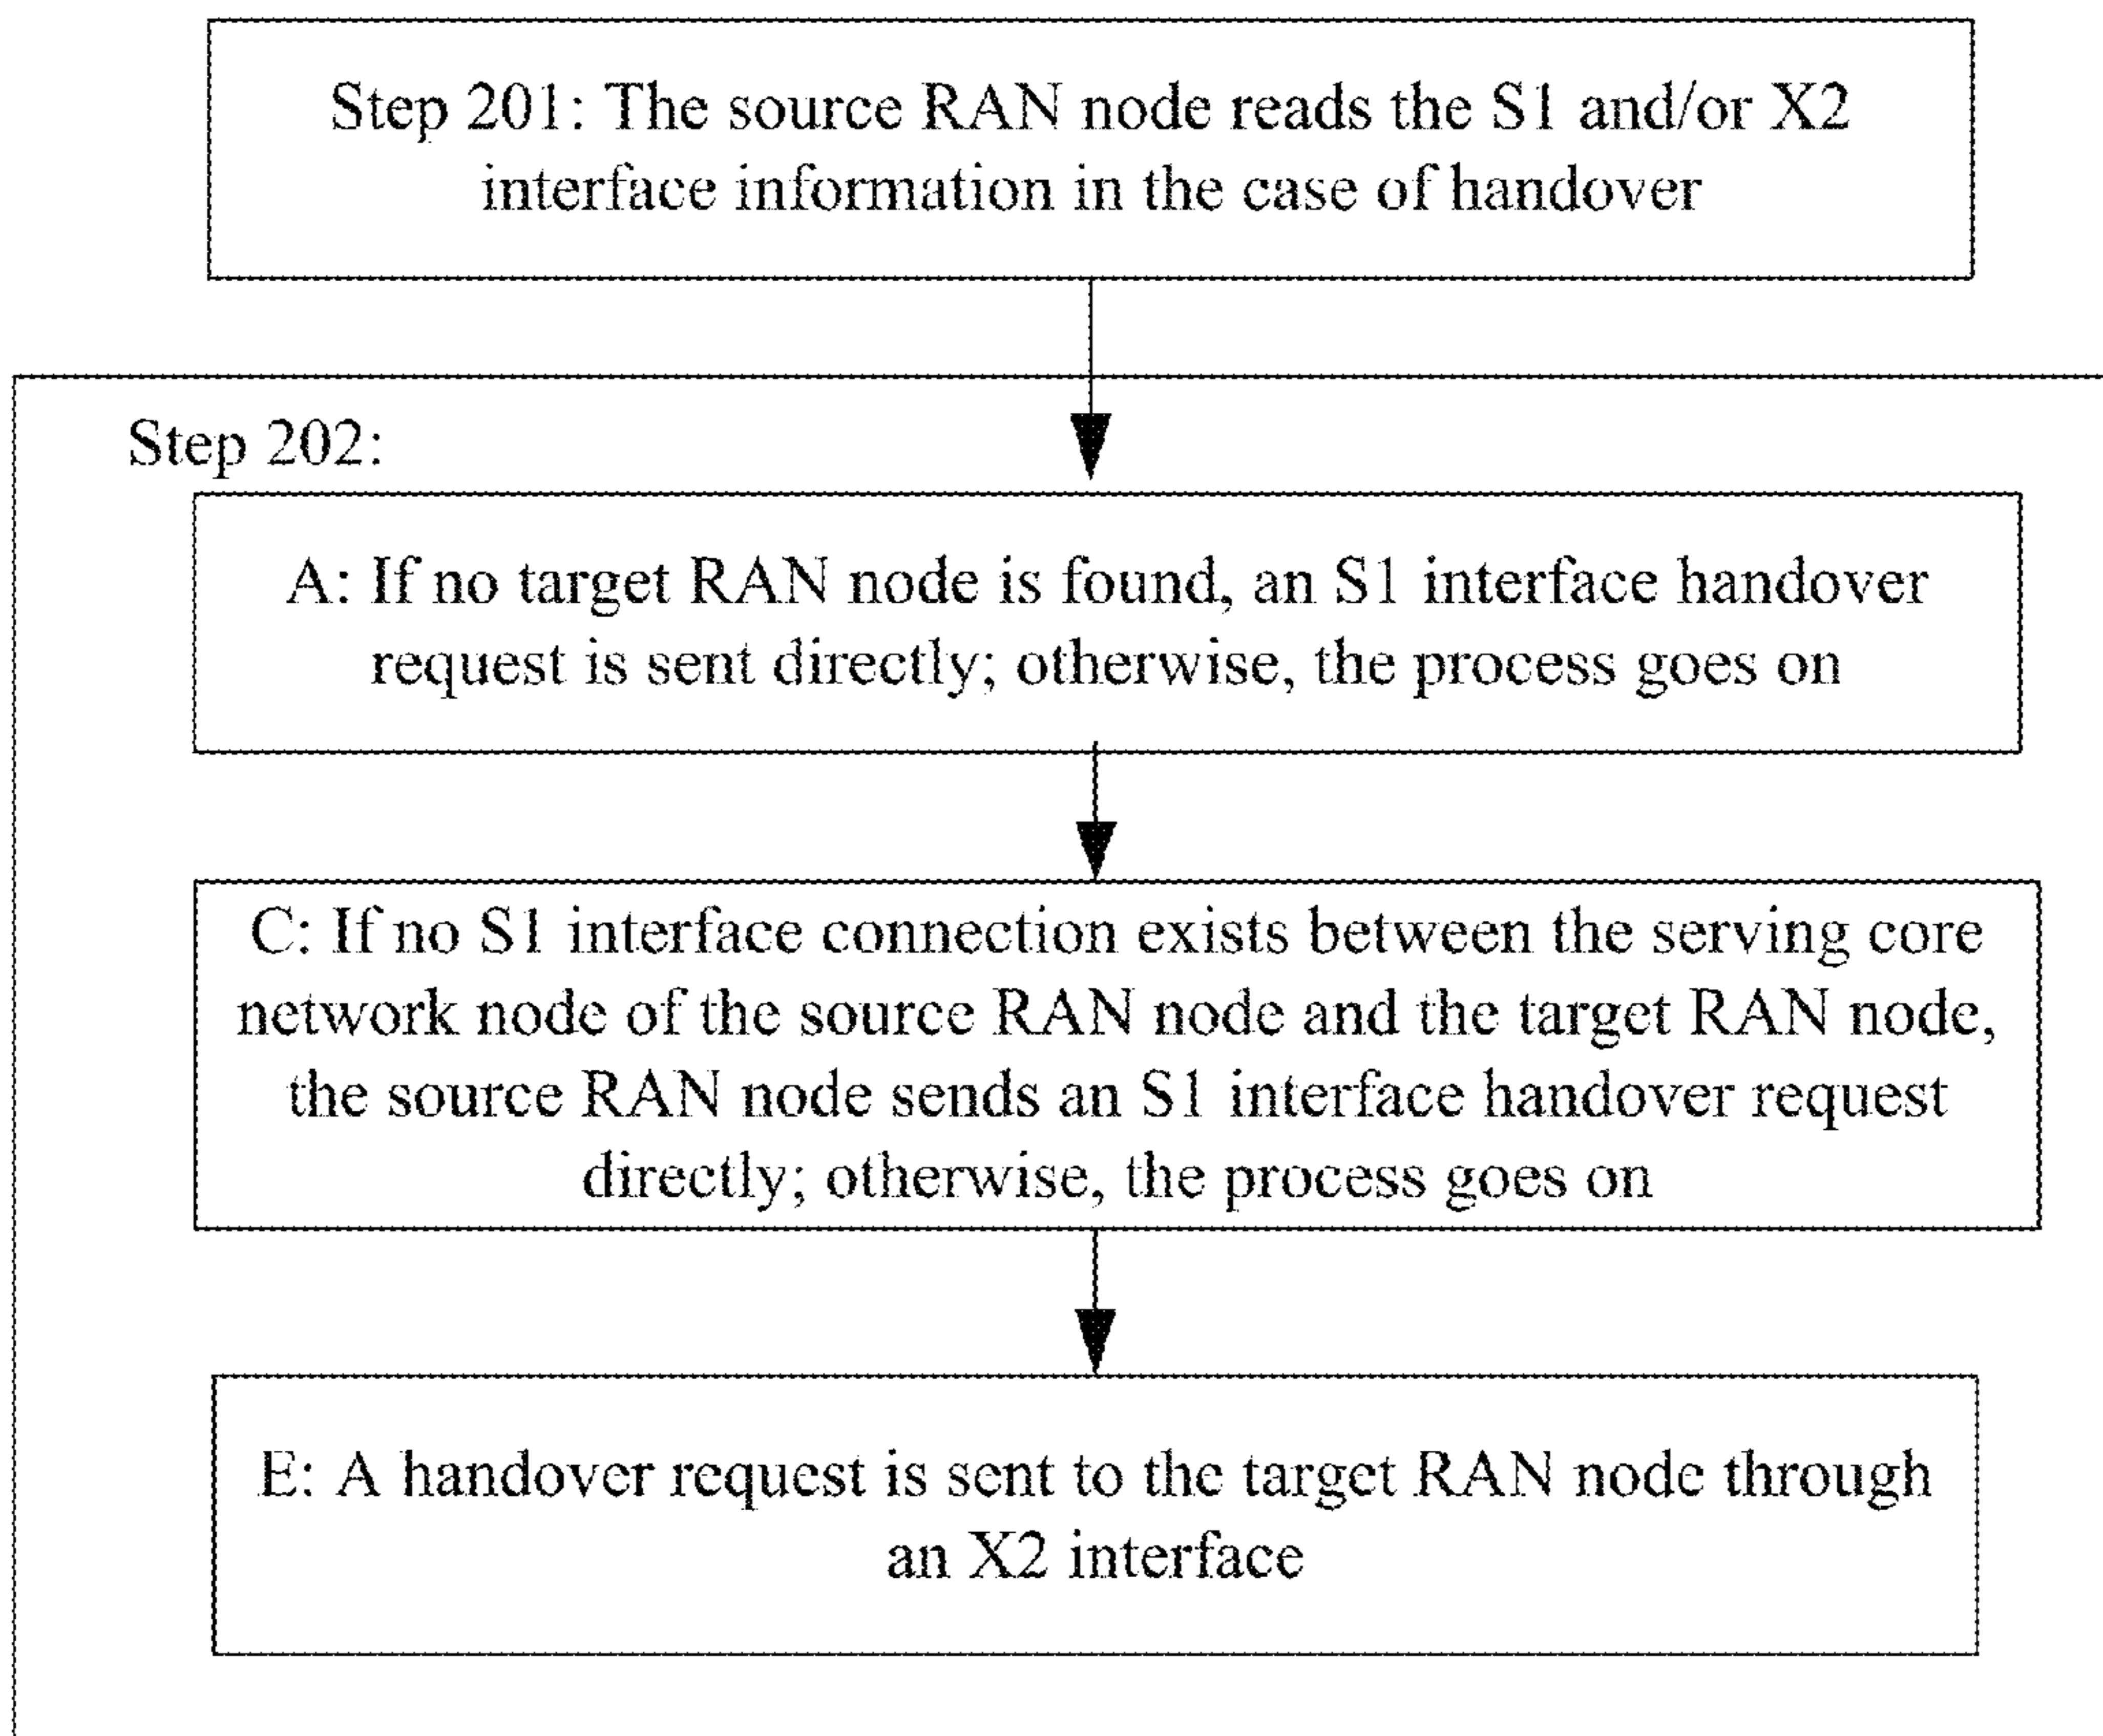 Step 201: The source RAN node reads the S1 and/or X2
interface information in the case of handover
Step 202:
A: If no target RAN node is found, an S1 interface handover
request is sent directly; otherwise, the process goes on
C: If no S1 interface connection exists between the serving core
network node of the source RAN node and the target RAN node,
the source RAN node sends an S1 interface handover request
directly; otherwise, the process goes on
E: A handover request is sent to the target RAN node through
an X2 interface